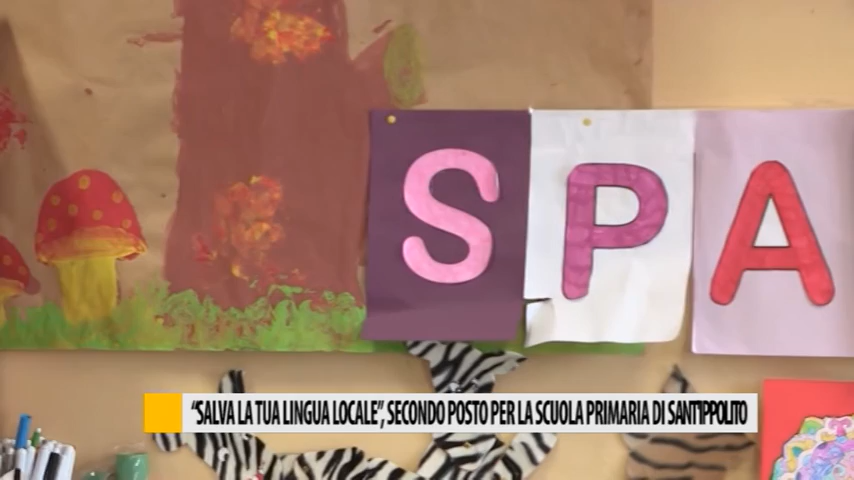 SPA
"SALVA LA TUA LINGUA LOCALE", SECONDO POSTO PER LA SCUOLA PRIMARIA DI SANT'IPPOLITO